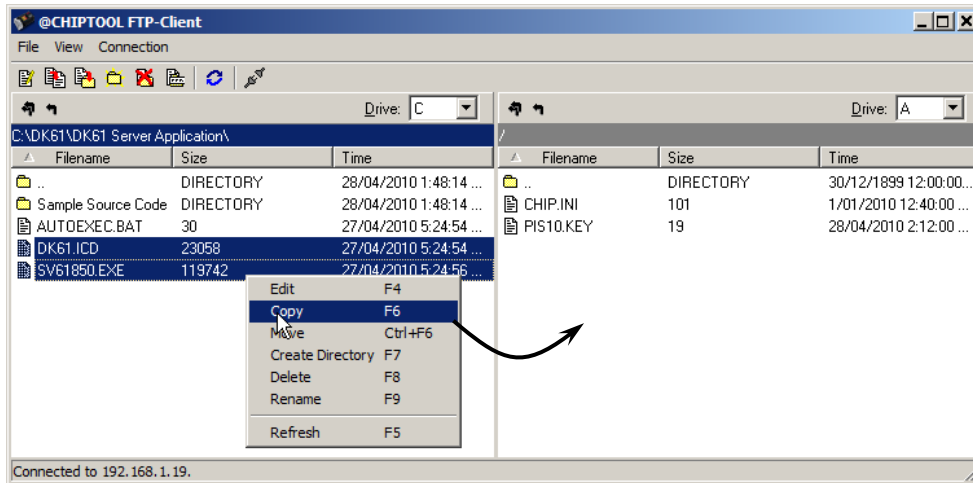 @CHIPTOOL FTP-Client
File View Connection
Drive: C
Drive: A
C:\DK61\DK61 Server Application\
/
Filename Size Time
Filename Size Time
.. DIRECTORY 28/04/2010 1:48:14 ...
.. DIRECTORY 30/12/1899 12:00:00...
Sample Source Code DIRECTORY 28/04/2010 1:48:14 ...
CHIP.INI 101 1/01/2010 12:40:00 ...
AUTOEXEC.BAT 30 27/04/2010 5:24:54 ...
PIS10.KEY 19 28/04/2010 2:12:00 ...
DK61.ICD 23058 27/04/2010 5:24:54 ...
SV61850.EXE 119742 27/04/2010 5:24:56 ...
Edit F4
Copy F6
Move Ctrl+F6
Create Directory F7
Delete F8
Rename F9
Refresh F5
Connected to 192.168.1.19.